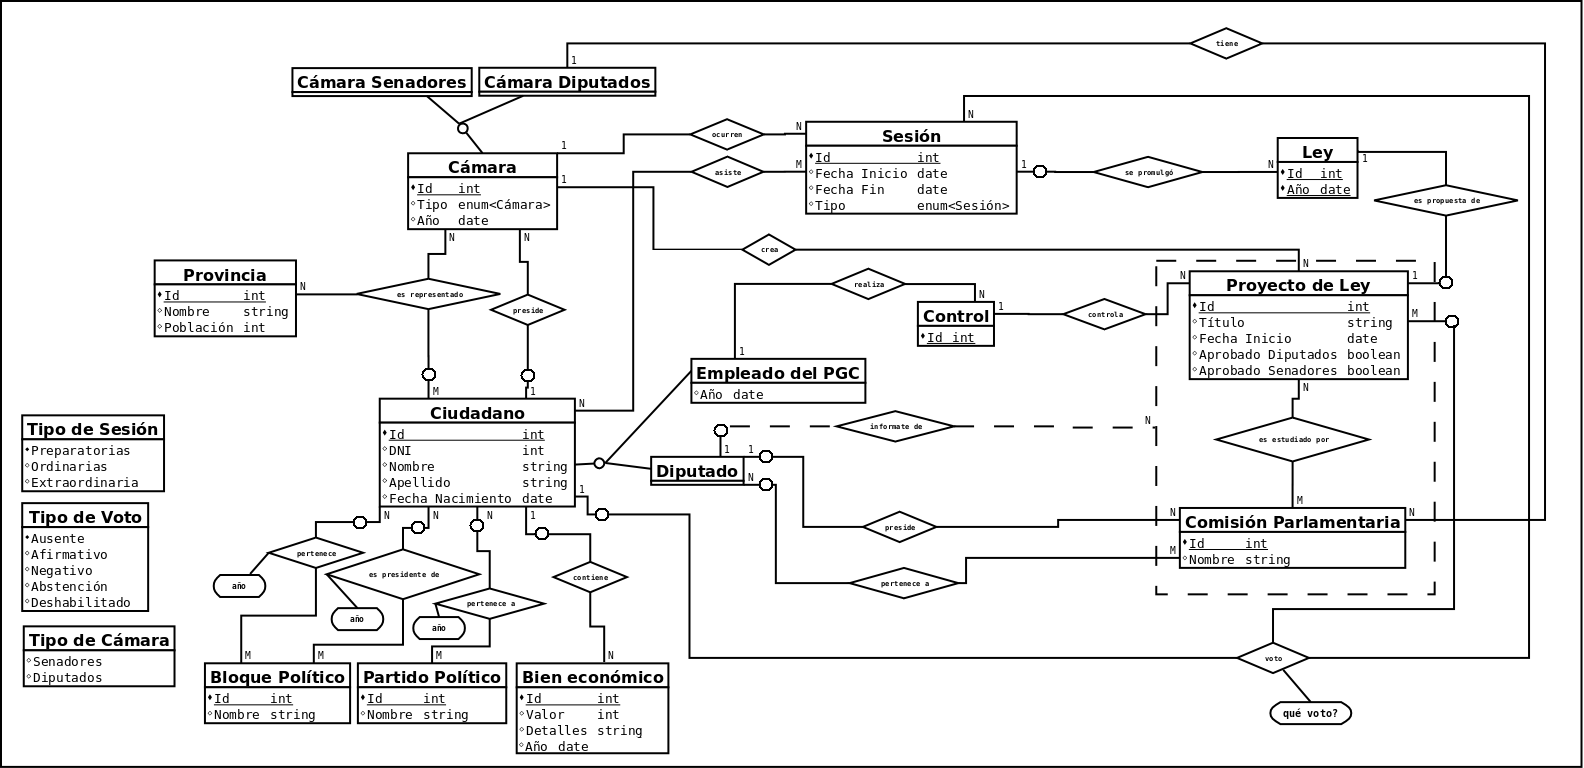 tiene
1
Cámara Senadores
Cámara Diputados
1
Cámara
Id int
Tipo enum<Cámara>
Año date
1
N
N
ocurren
N
asiste
M
Sesión
Id int
Fecha Inicio date
Fecha Fin date
Tipo enum<Sesión>
N
1
se promulgó
N
Ley
Id int
Año date
1
es propuesta de
crea
N
Provincia
Id int
Nombre string
Población int
N
es representado
preside
M
1
realiza
N
1
Control
Id int
1
controla
N
Proyecto de Ley
Id int
Título string
Fecha Inicio date
Aprobado Diputados boolean
Aprobado Senadores boolean
1
M
N
Empleado del PGC
Año date
informate de
N
Ciudadano
Id int
DNI int
Nombre string
Apellido string
Fecha Nacimiento date
N
1
N
N
N
1
Diputado
1
1
N
es estudiado por
M
Tipo de Sesión
Preparatorias
Ordinarias
Extraordinaria
Tipo de Voto
Ausente
Afirmativo
Negativo
Abstención
Deshabilitado
Tipo de Cámara
Senadores
Diputados
preside
N
Comisión Parlamentaria
Id int
Nombre string
N
M
pertenece a
pertenece
año
es presidente de
año
pertenece a
año
contiene
M
M
M
N
Bloque Político
Id int
Nombre string
Partido Político
Id int
Nombre string
Bien económico
Id int
Valor int
Detalles string
Año date
voto
qué voto?